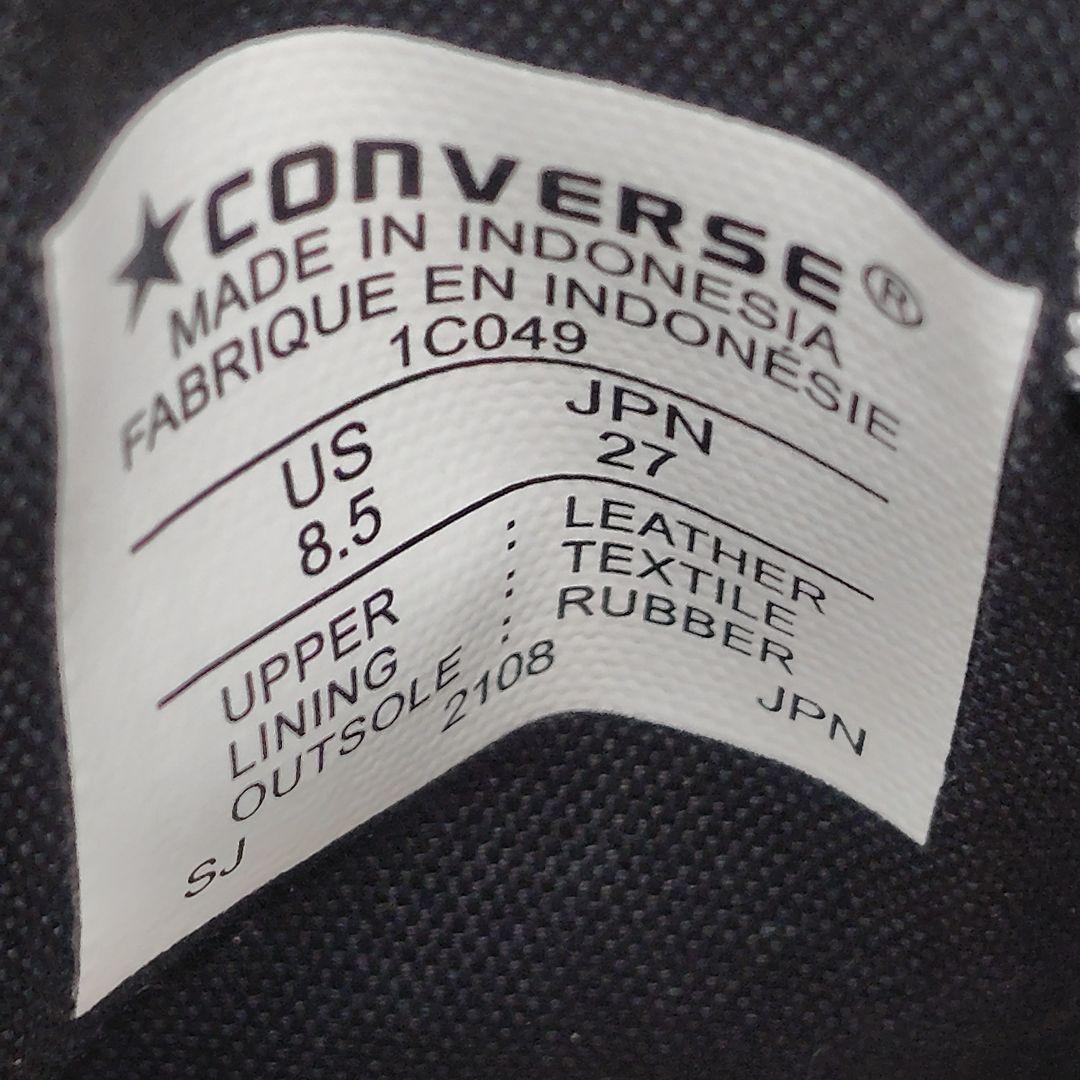 CONVERSE®
MADE IN INDONESIA
FABRIQUE EN INDONÉSIE
1C049
US JPN
8.5 27
UPPER : LEATHER
LINING : TEXTILE
OUTSOLE : RUBBER
2108
SJ JPN